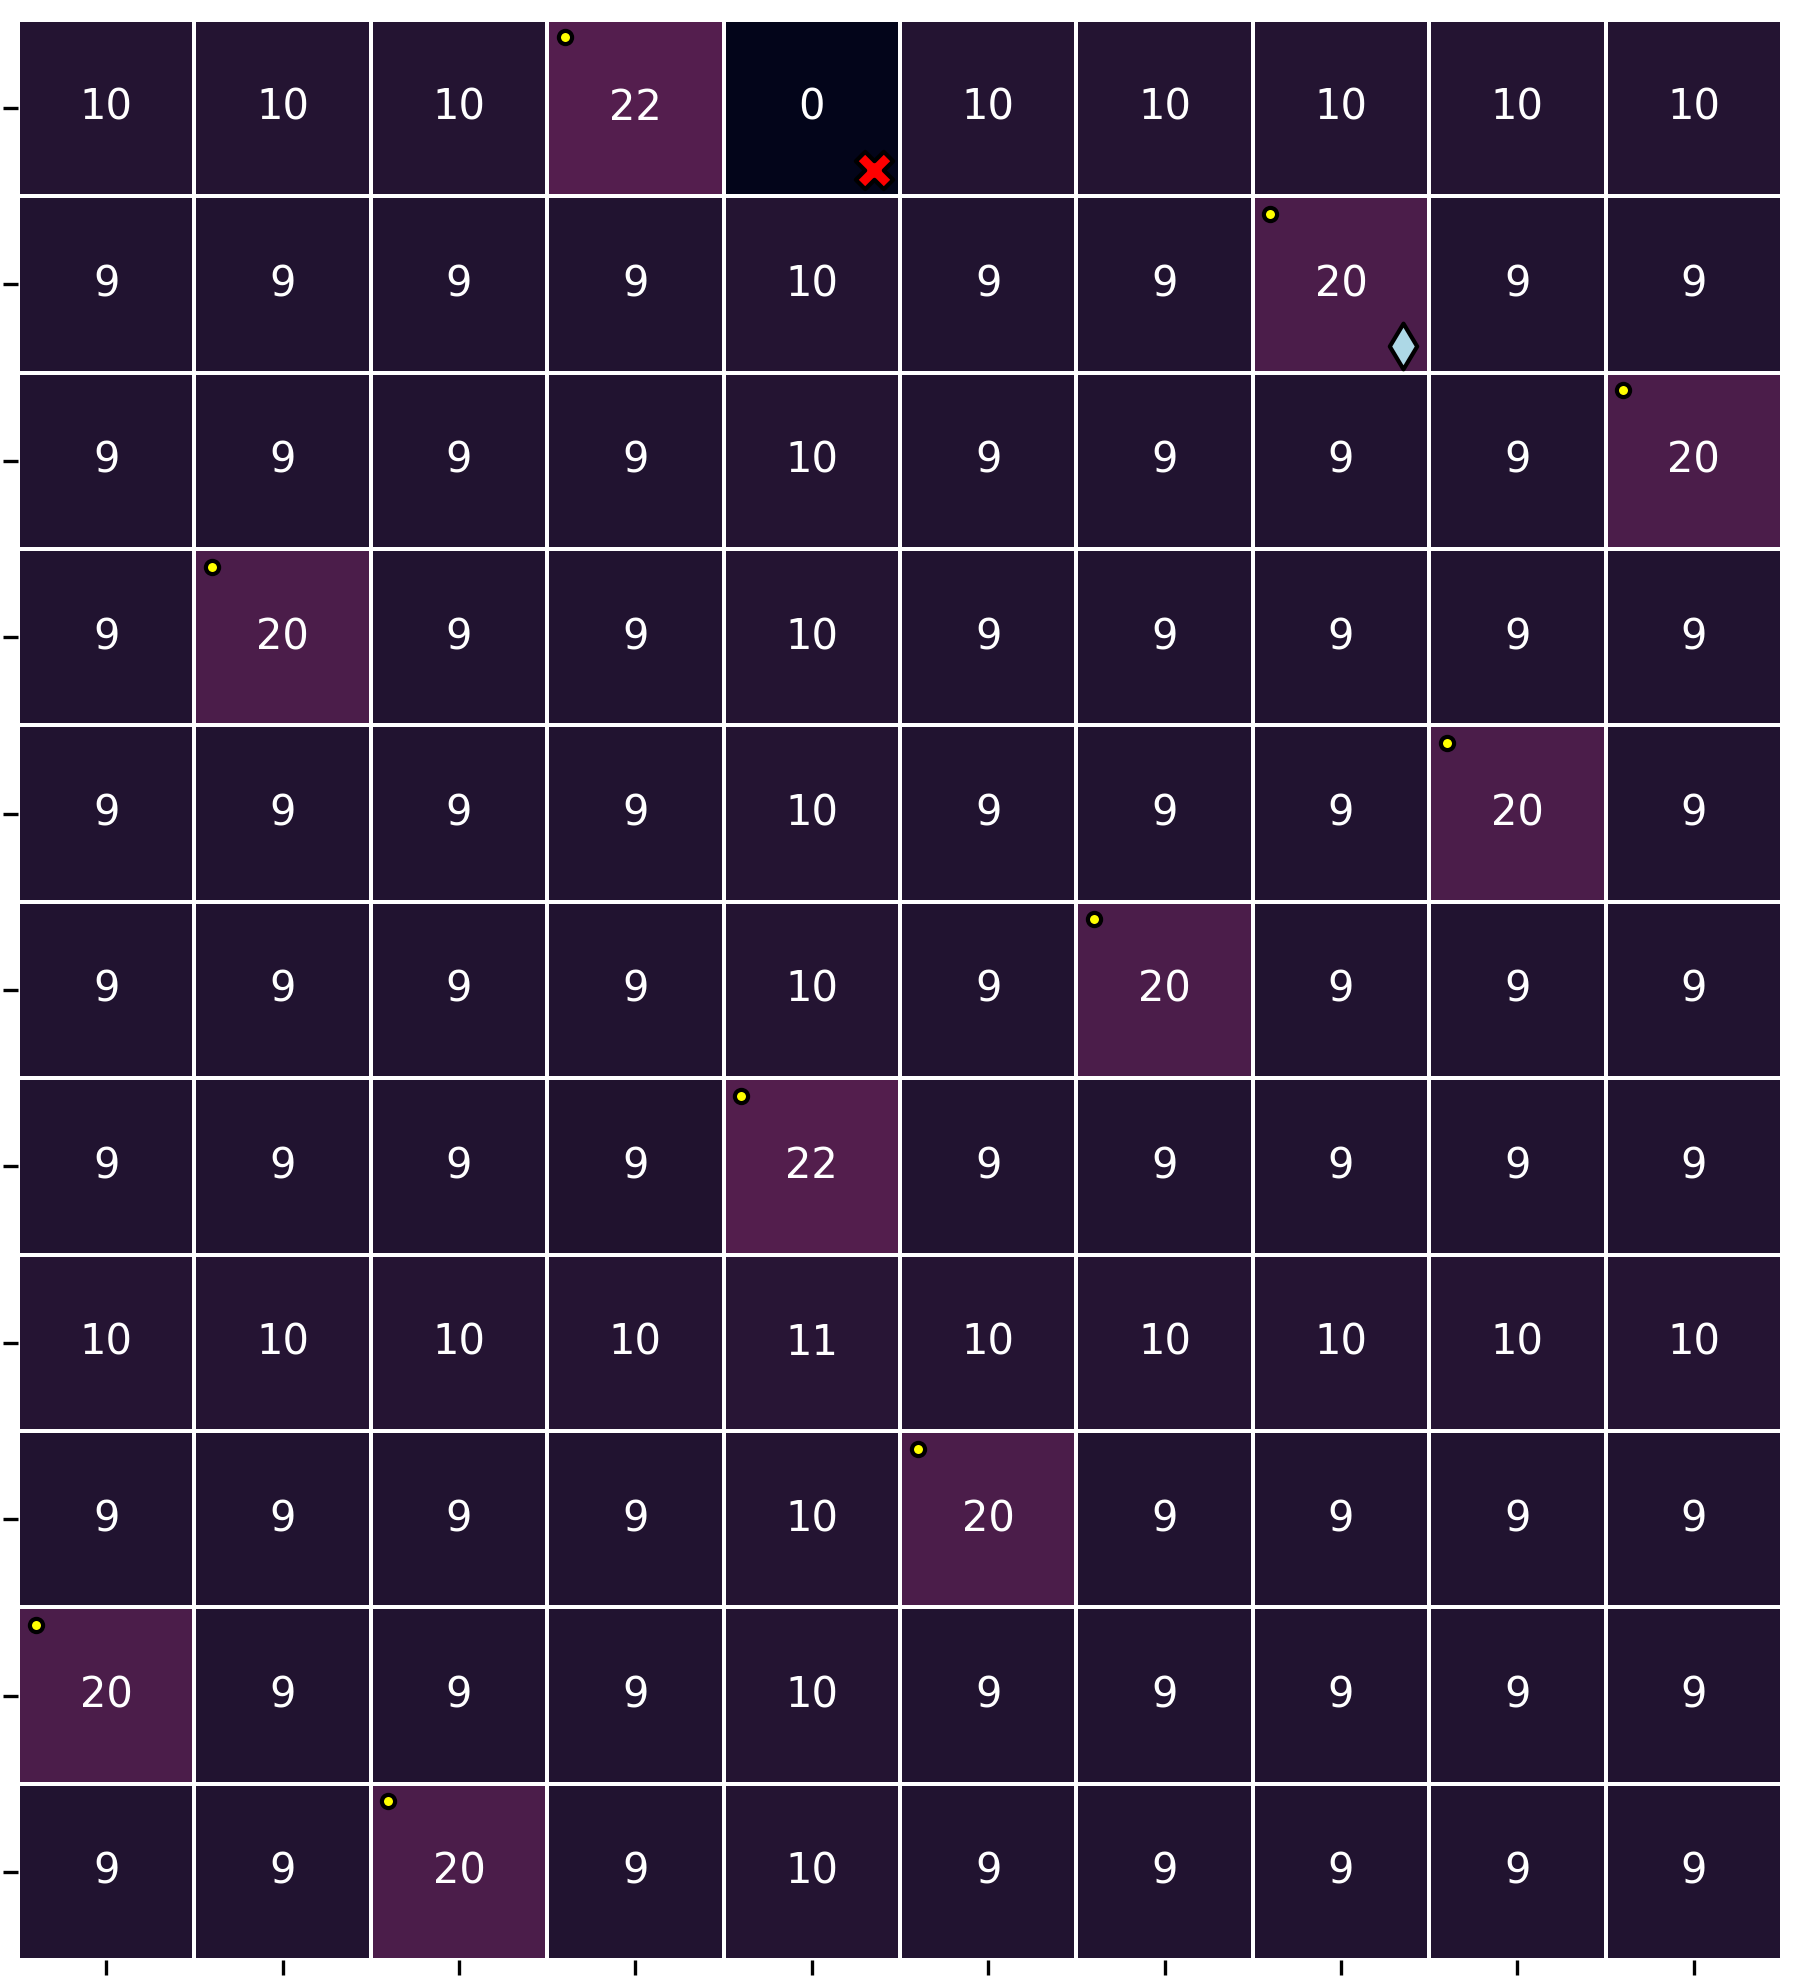 10 10 10 22 0 10 10 10 10 10
9 9 9 9 10 9 9 20 9 9
9 9 9 9 10 9 9 9 9 20
9 20 9 9 10 9 9 9 9 9
9 9 9 9 10 9 9 9 20 9
9 9 9 9 10 9 20 9 9 9
9 9 9 9 22 9 9 9 9 9
10 10 10 10 11 10 10 10 10 10
9 9 9 9 10 20 9 9 9 9
20 9 9 9 10 9 9 9 9 9
9 9 20 9 10 9 9 9 9 9